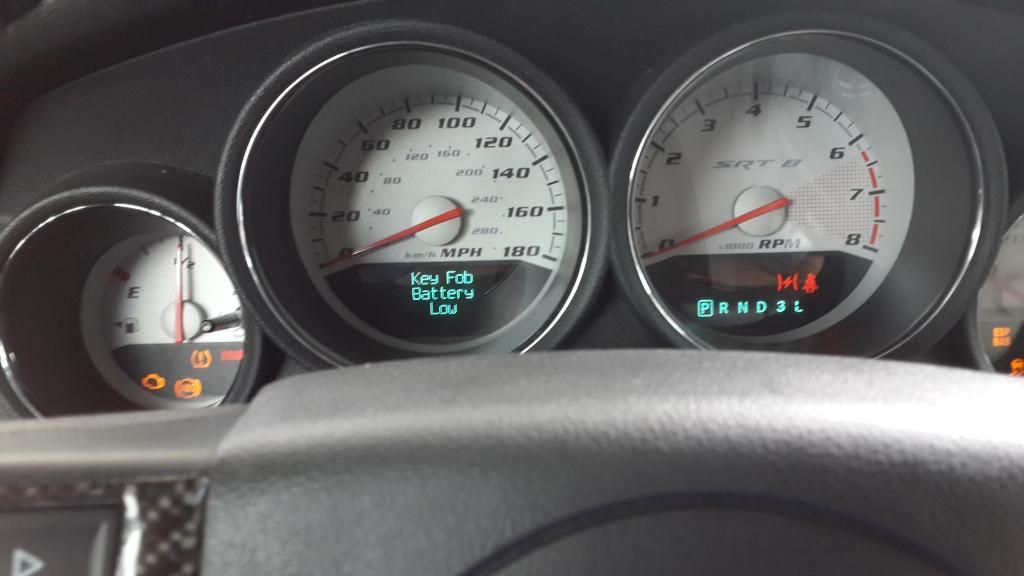 80 100
60 120
120 160
40 80 200 140
20 40 240 160
280
0 km/h MPH 180
Key Fob
Battery
Low
4
3 5
2 SRT 8 6
1 7
0 x1000 RPM 8
P R N D 3 L
1/2
E
ABS